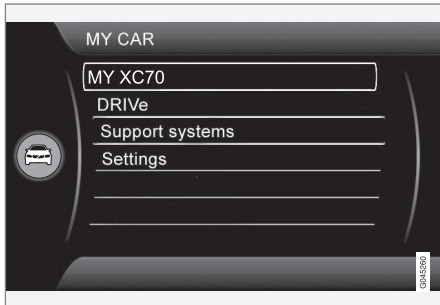 MY CAR
MY XC70
DRIVe
Support systems
Settings
G045260